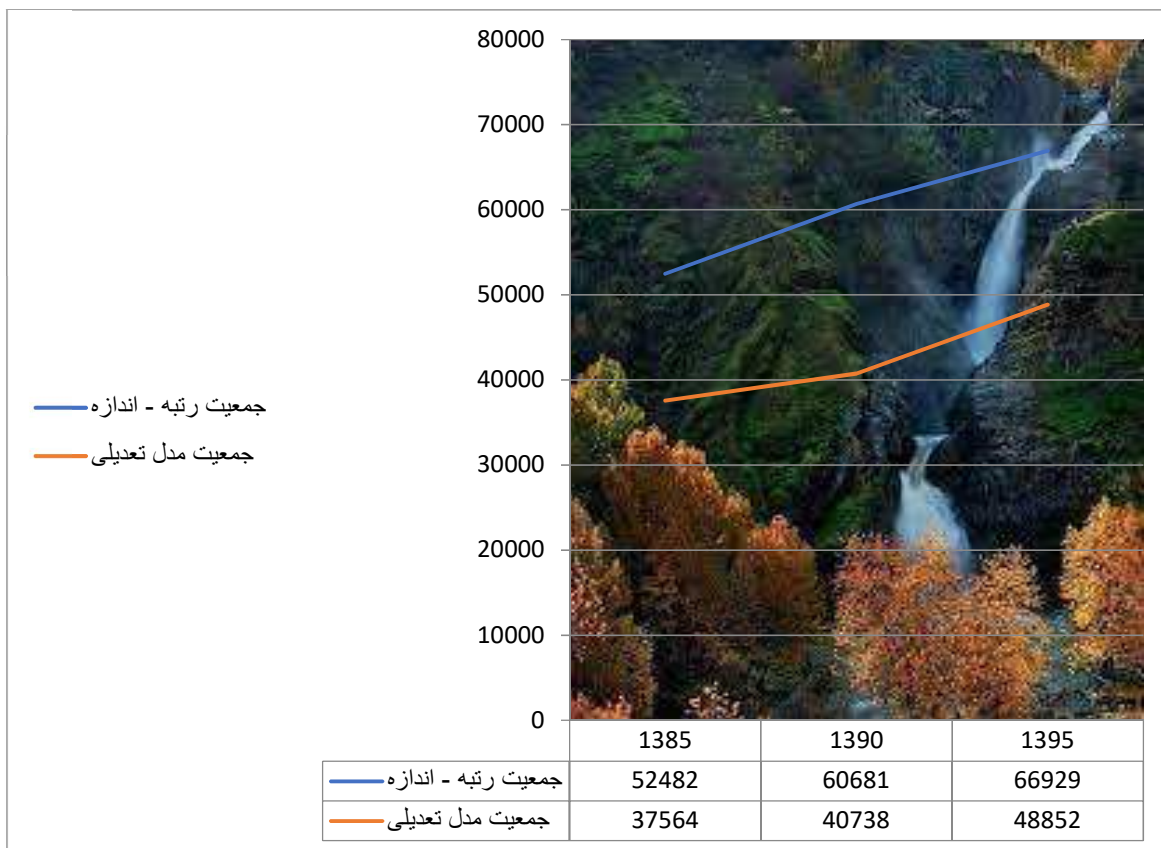 80000
70000
60000
50000
40000
30000
20000
10000
0
جمعیت رتبه - اندازه
جمعیت مدل تعدیلی
1385 1390 1395
جمعیت رتبه - اندازه 52482 60681 66929
جمعیت مدل تعدیلی 37564 40738 48852